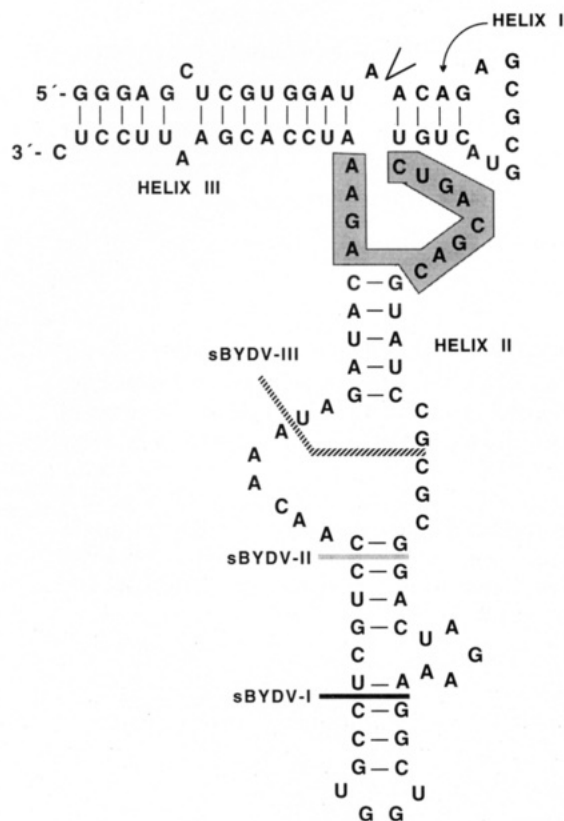 HELIX I
5´- G G G A G C U C G U G G A U A A C A G A G C G C G
3´- C U C C U U A A G C A C C U A U G U C A U
HELIX III
A C U G A C
A
G G
A A C
C – G
A U
U – A
A – U
HELIX II
G – C
sBYDV-III
A C
U
A G
A C
A G
C C
A
A C – G
sBYDV-II
C – G
U – A
G – C U A
C G
U – A A A
sBYDV-I
C – G
C – G
G – C
U U
G G